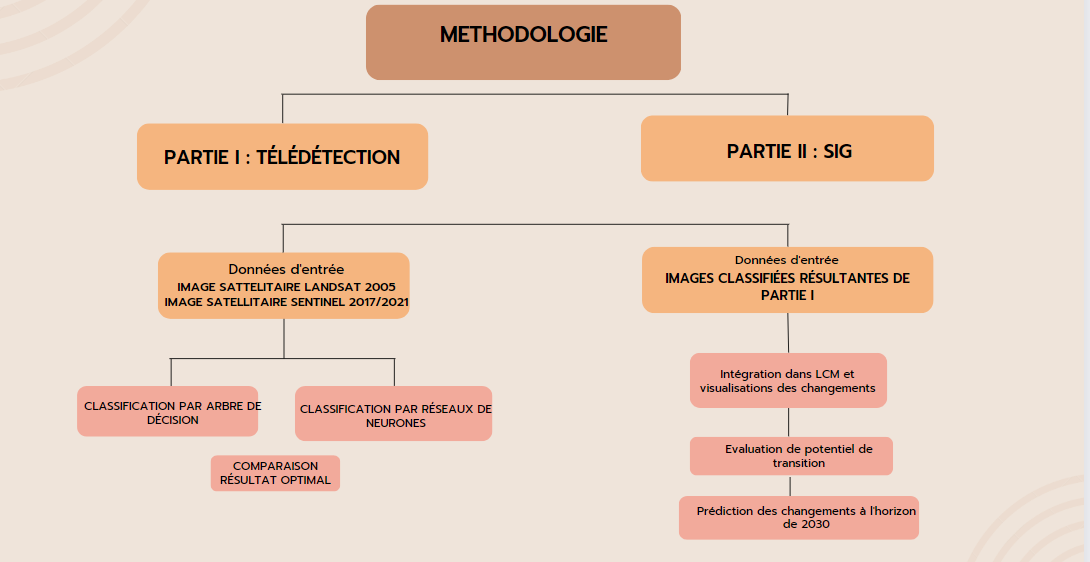 METHODOLOGIE
PARTIE I : TÉLÉDÉTECTION
PARTIE II : SIG
Données d'entrée
IMAGE SATTELITAIRE LANDSAT 2005
IMAGE SATELLITAIRE SENTINEL 2017/2021
Données d'entrée
IMAGES CLASSIFIÉES RÉSULTANTES DE
PARTIE I
CLASSIFICATION PAR ARBRE DE
DÉCISION
CLASSIFICATION PAR RÉSEAUX DE
NEURONES
COMPARAISON
RÉSULTAT OPTIMAL
Intégration dans LCM et
visualisations des changements
Evaluation de potentiel de
transition
Prédiction des changements à l'horizon
de 2030